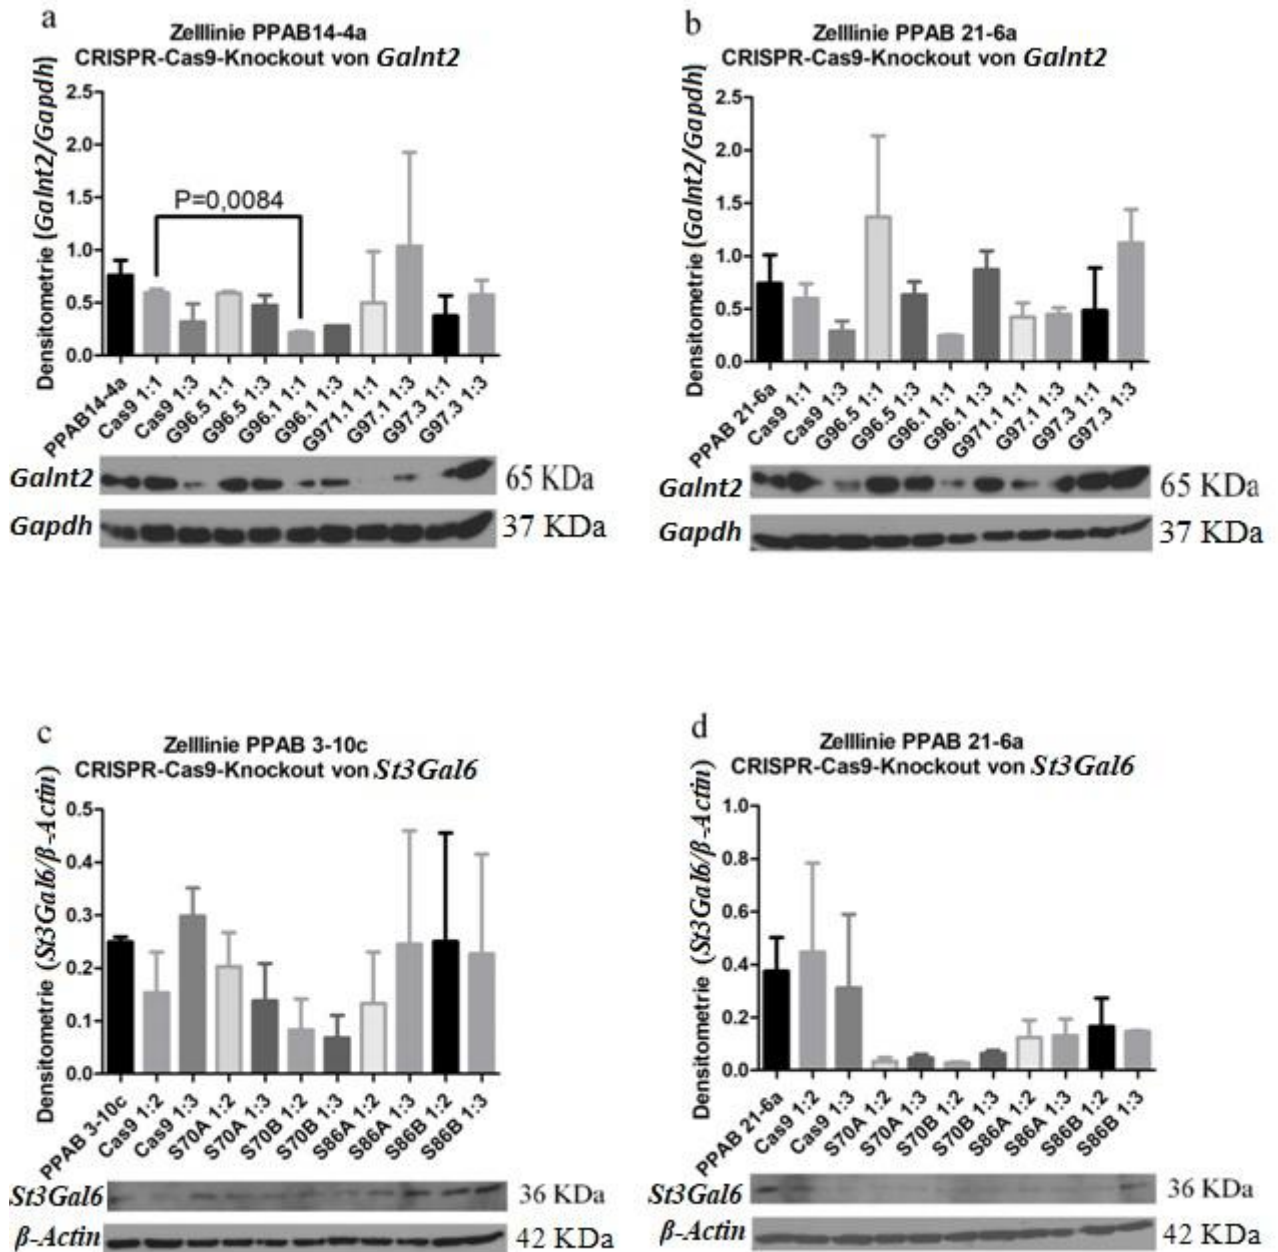 a
Zelllinie PPAB14-4a
CRISPR-Cas9-Knockout von Galnt2
Densitometrie (Galnt2/Gapdh)
2.5
2.0
1.5
1.0
0.5
0.0
P=0,0084
PPAB14-4a
Cas9 1:1
Cas9 1:3
G96.5 1:1
G96.5 1:3
G96.1 1:1
G96.1 1:3
G971.1 1:1
G97.1 1:3
G97.3 1:1
G97.3 1:3
Galnt2 65 KDa
Gapdh 37 KDa
b
Zelllinie PPAB 21-6a
CRISPR-Cas9-Knockout von Galnt2
Densitometrie (Galnt2/Gapdh)
2.5
2.0
1.5
1.0
0.5
0.0
PPAB 21-6a
Cas9 1:1
Cas9 1:3
G96.5 1:1
G96.5 1:3
G96.1 1:1
G96.1 1:3
G971.1 1:1
G97.1 1:3
G97.3 1:1
G97.3 1:3
Galnt2 65 KDa
Gapdh 37 KDa
c
Zelllinie PPAB 3-10c
CRISPR-Cas9-Knockout von St3Gal6
Densitometrie (St3Gal6/β-Actin)
0.5
0.4
0.3
0.2
0.1
0.0
PPAB 3-10c
Cas9 1:2
Cas9 1:3
S70A 1:2
S70A 1:3
S70B 1:2
S70B 1:3
S86A 1:2
S86A 1:3
S86B 1:2
S86B 1:3
St3Gal6 36 KDa
β-Actin 42 KDa
d
Zelllinie PPAB 21-6a
CRISPR-Cas9-Knockout von St3Gal6
Densitometrie (St3Gal6/β-Actin)
1.0
0.8
0.6
0.4
0.2
0.0
PPAB 21-6a
Cas9 1:2
Cas9 1:3
S70A 1:2
S70A 1:3
S70B 1:2
S70B 1:3
S86A 1:2
S86A 1:3
S86B 1:2
S86B 1:3
St3Gal6 36 KDa
β-Actin 42 KDa